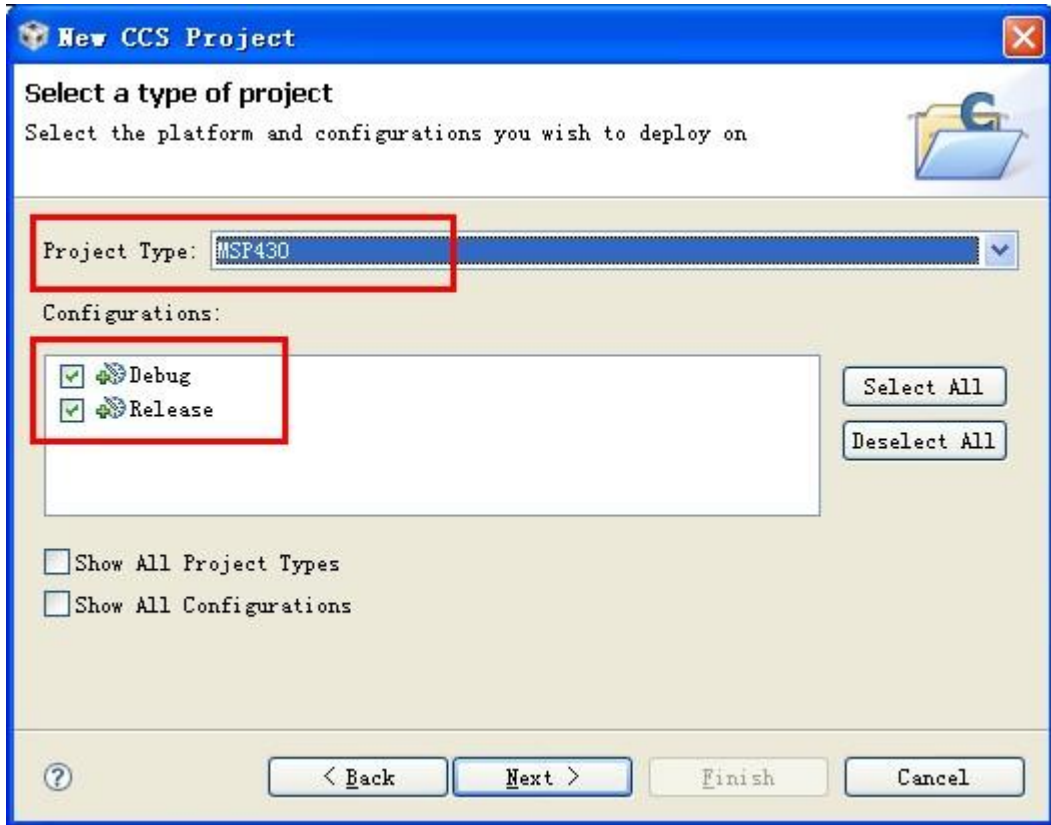 New CCS Project
Select a type of project
Select the platform and configurations you wish to deploy on
Project Type: MSP430
Configurations:
Debug
Release
Select All
Deselect All
Show All Project Types
Show All Configurations
< Back
Next >
Finish
Cancel